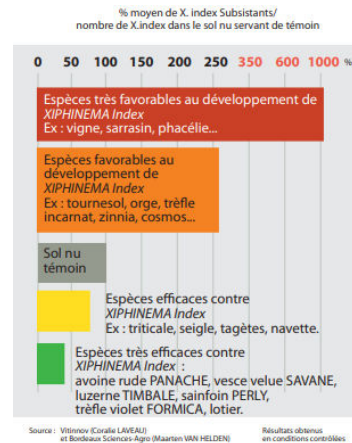 % moyen de X. index Subsistants/
nombre de X.index dans le sol nu servant de témoin
0 50 100 150 200 250 350 600 1000 %
Espèces très favorables au développement de
XIPHINEMA Index
Ex : vigne, sarrasin, phacélie...
Espèces favorables au
développement de
XIPHINEMA Index
Ex : tournesol, orge, trèfle
incarnat, zinnia, cosmos...
Sol nu
témoin
Espèces efficaces contre
XIPHINEMA Index
Ex : triticale, seigle, tagètes, navette.
Espèces très efficaces contre
XIPHINEMA Index :
avoine rude PANACHE, vesce velue SAVANE,
luzerne TIMBALE, sainfoin PERLY,
trèfle violet FORMICA, lotier.
Source : Vitinnov (Coralie LAVEAU)
et Bordeaux Sciences-Agro (Maarten VAN HELDEN)
Résultats obtenus
en conditions contrôlées